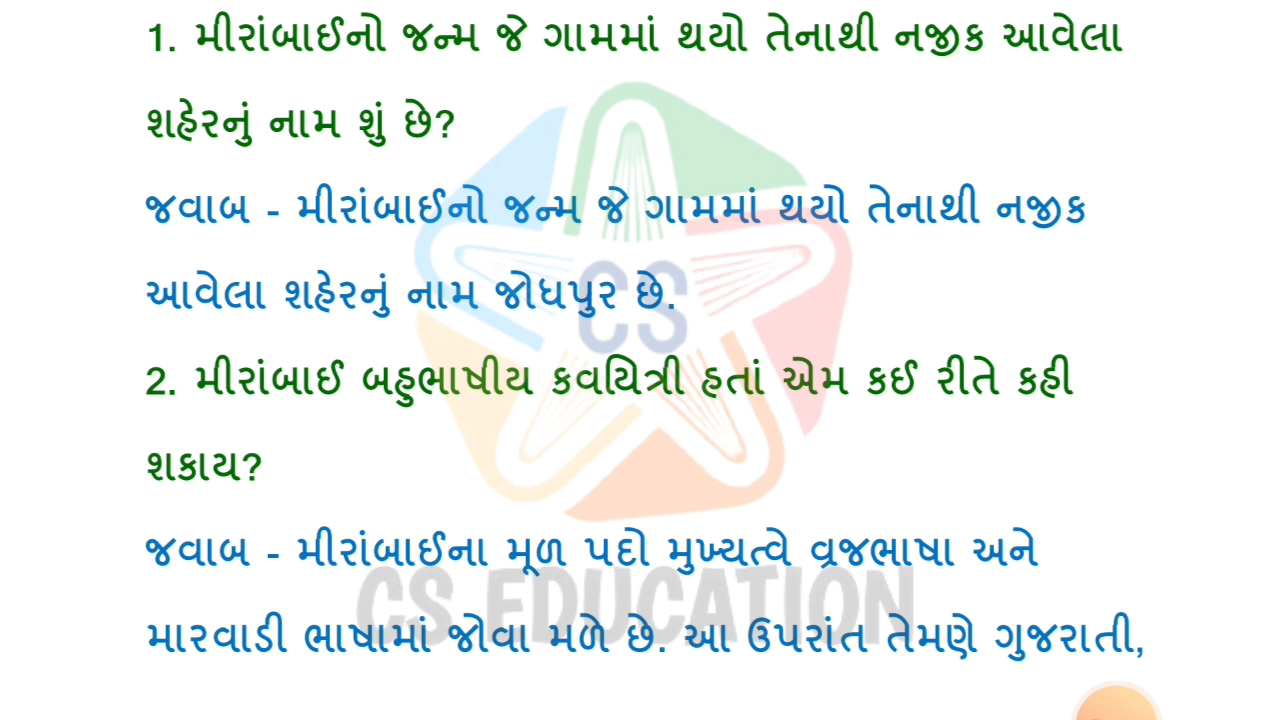 1. મીરાંબાઈનો જન્મ જે ગામમાં થયો તેનાથી નજીક આવેલા
શહેરનું નામ શું છે?
જવાબ - મીરાંબાઈનો જન્મ જે ગામમાં થયો તેનાથી નજીક
આવેલા શહેરનું નામ જોધપુર છે.
CS
2. મીરાંબાઈ બહુભાષીય કવયિત્રી હતાં એમ કઈ રીતે કહી
શકાય?
જવાબ - મીરાંબાઈના મૂળ પદો મુખ્યત્વે વ્રજભાષા અને
CS EDUCATION
મારવાડી ભાષામાં જોવા મળે છે. આ ઉપરાંત તેમણે ગુજરાતી,